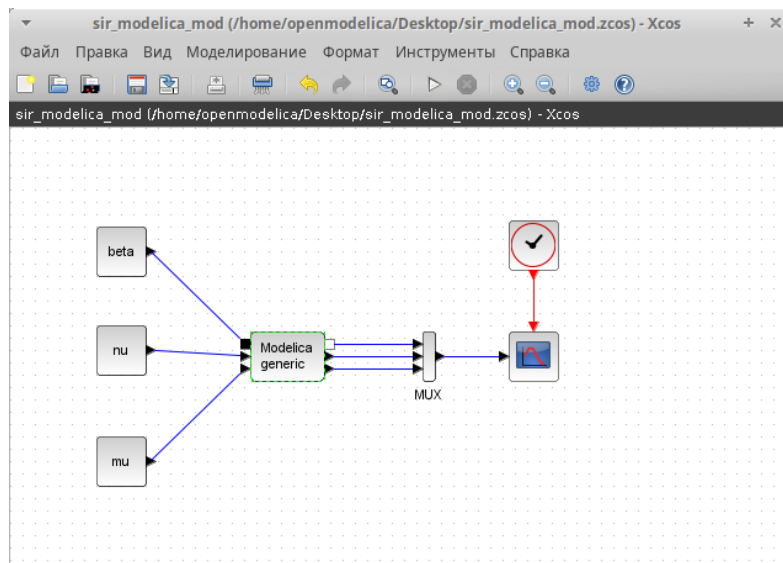 sir_modelica_mod (/home/openmodelica/Desktop/sir_modelica_mod.zcos) - Xcos
Файл Правка Вид Моделирование Формат Инструменты Справка
sir_modelica_mod (/home/openmodelica/Desktop/sir_modelica_mod.zcos) - Xcos
beta
nu
Modelica
generic
MUX
mu